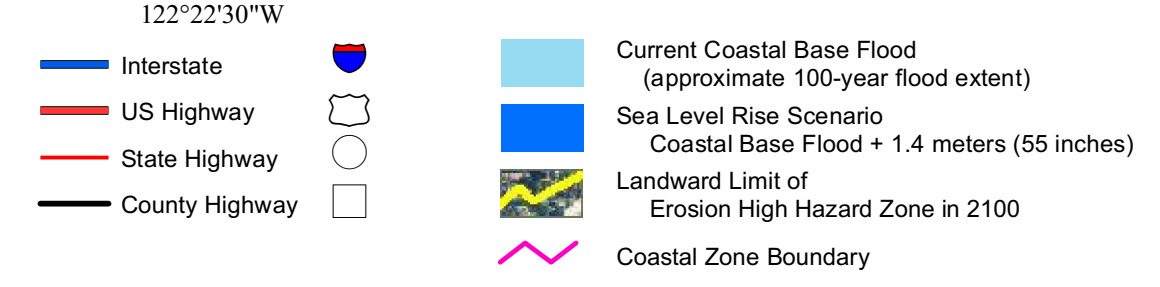 122°22'30"W
Interstate
US Highway
State Highway
County Highway
Current Coastal Base Flood
(approximate 100-year flood extent)
Sea Level Rise Scenario
Coastal Base Flood + 1.4 meters (55 inches)
Landward Limit of
Erosion High Hazard Zone in 2100
Coastal Zone Boundary